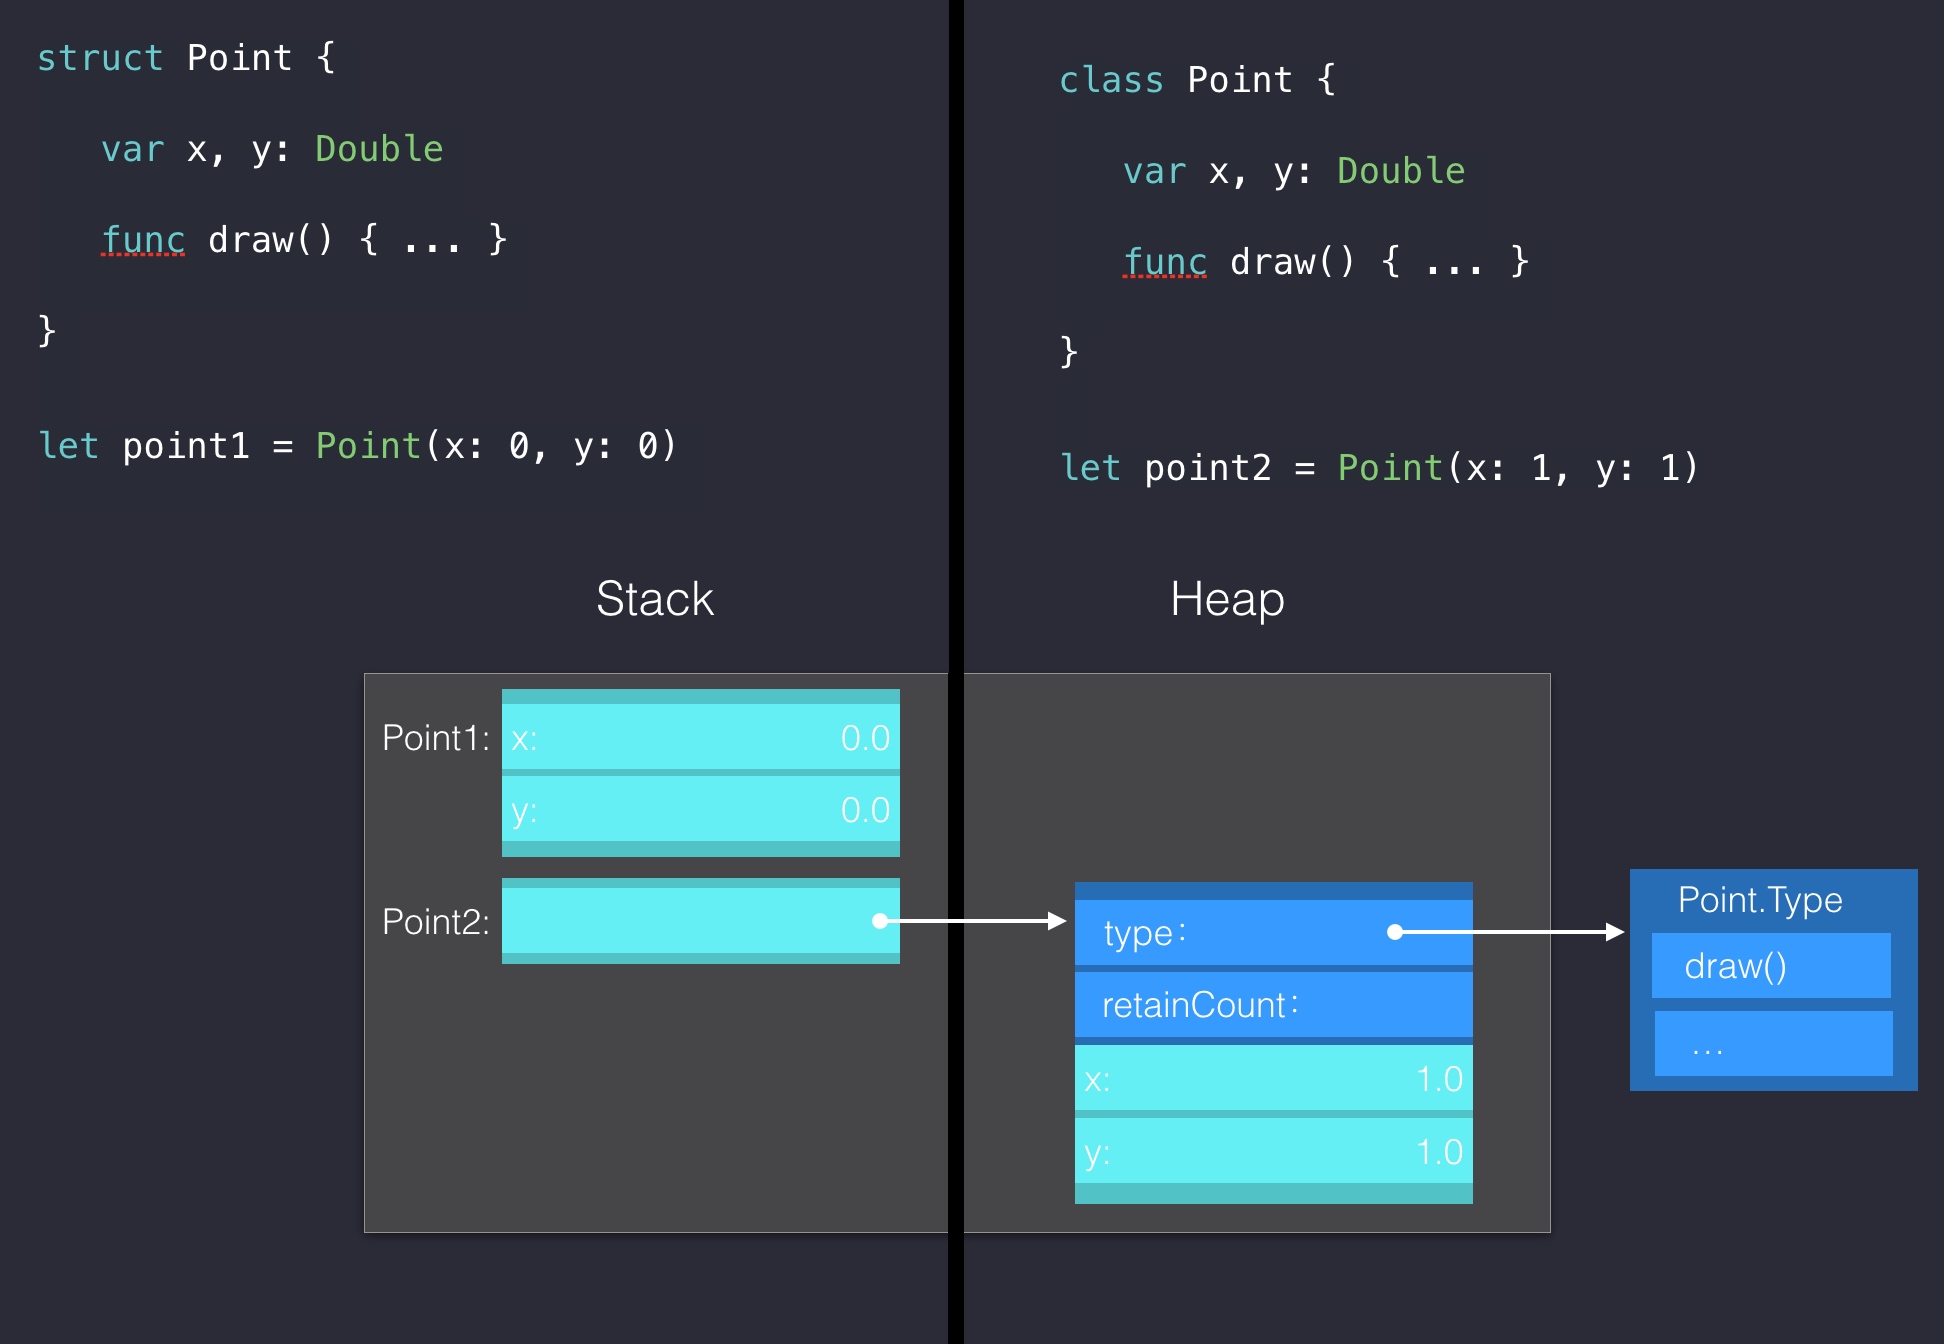 struct Point {
var x, y: Double
func draw() { ... }
}
let point1 = Point(x: 0, y: 0)
class Point {
var x, y: Double
func draw() { ... }
}
let point2 = Point(x: 1, y: 1)
Stack
Heap
Point1:
x: 0.0
y: 0.0
Point2:
type:
retainCount:
x: 1.0
y: 1.0
Point.Type
draw()
...